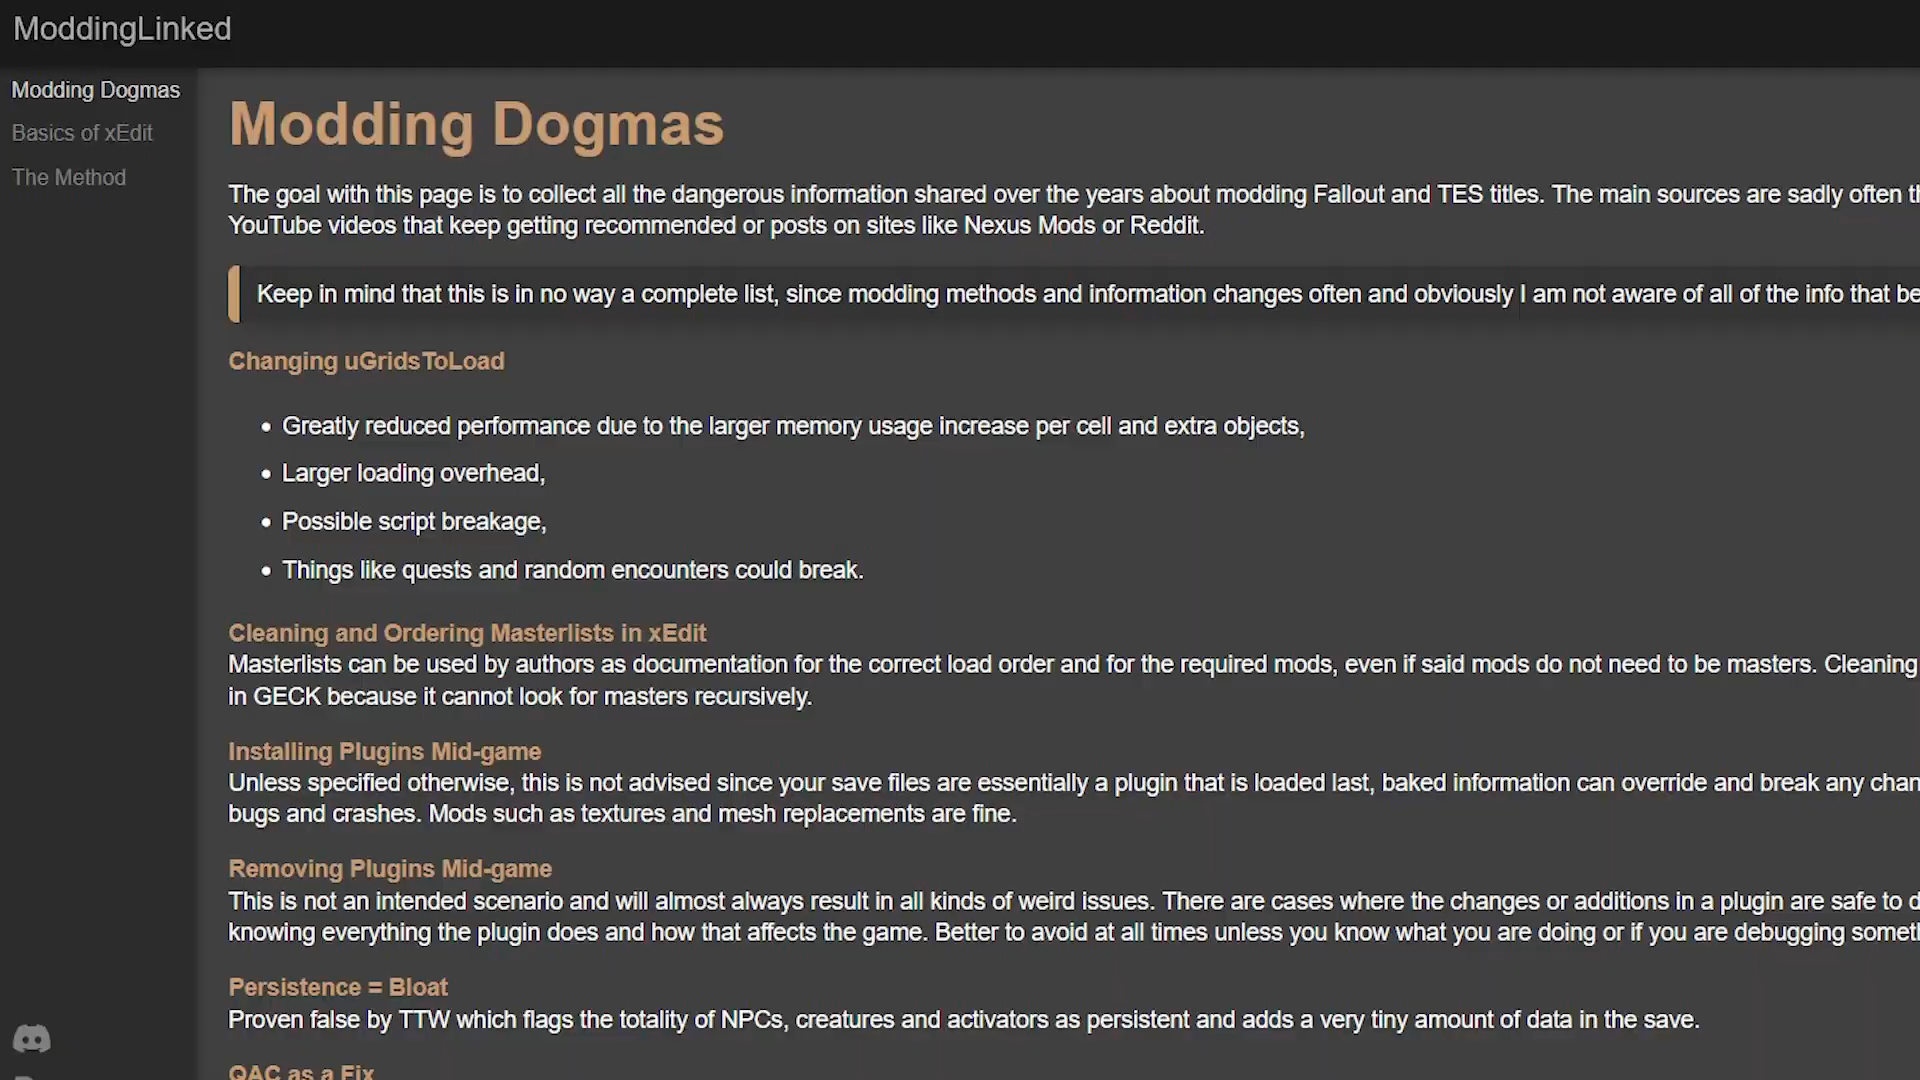 ModdingLinked
Modding Dogmas
Basics of xEdit
The Method
Modding Dogmas
The goal with this page is to collect all the dangerous information shared over the years about modding Fallout and TES titles. The main sources are sadly often
YouTube videos that keep getting recommended or posts on sites like Nexus Mods or Reddit.
Keep in mind that this is in no way a complete list, since modding methods and information changes often and obviously I am not aware of all of the info that
Changing uGridsToLoad
• Greatly reduced performance due to the larger memory usage increase per cell and extra objects,
• Larger loading overhead,
• Possible script breakage,
• Things like quests and random encounters could break.
Cleaning and Ordering Masterlists in xEdit
Masterlists can be used by authors as documentation for the correct load order and for the required mods, even if said mods do not need to be masters. Cleaning
in GECK because it cannot look for masters recursively.
Installing Plugins Mid-game
Unless specified otherwise, this is not advised since your save files are essentially a plugin that is loaded last, baked information can override and break any
bugs and crashes. Mods such as textures and mesh replacements are fine.
Removing Plugins Mid-game
This is not an intended scenario and will almost always result in all kinds of weird issues. There are cases where the changes or additions in a plugin are safe to
knowing everything the plugin does and how that affects the game. Better to avoid at all times unless you know what you are doing or if you are debugging
Persistence = Bloat
Proven false by TTW which flags the totality of NPCs, creatures and activators as persistent and adds a very tiny amount of data in the save.
QAC as a Fix